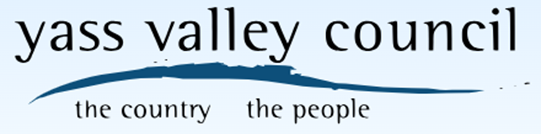 yass valley council
the country the people